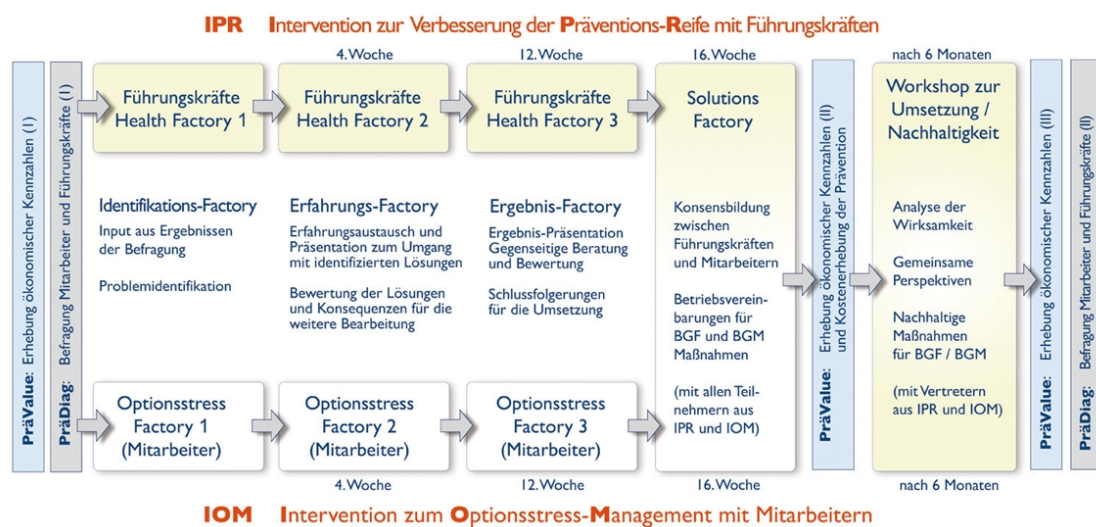 IPR Intervention zur Verbesserung der Präventions-Reife mit Führungskräften
4. Woche
12. Woche
16. Woche
nach 6 Monaten
PräValue: Erhebung ökonomischer Kennzahlen (I)
PräDiag: Befragung Mitarbeiter und Führungskräfte (I)
Führungskräfte
Health Factory 1
Führungskräfte
Health Factory 2
Führungskräfte
Health Factory 3
Solutions
Factory
Workshop zur
Umsetzung /
Nachhaltigkeit
Identifikations-Factory
Input aus Ergebnissen
der Befragung
Problemidentifikation
Erfahrungs-Factory
Erfahrungsaustausch und
Präsentation zum Umgang
mit identifizierten Lösungen
Bewertung der Lösungen
und Konsequenzen für die
weitere Bearbeitung
Ergebnis-Factory
Ergebnis-Präsentation
Gegenseitige Beratung
und Bewertung
Schlussfolgerungen
für die Umsetzung
Konsensbildung
zwischen
Führungskräften
und Mitarbeitern
Betriebsverein-
barungen für
BGF und BGM
Maßnahmen
(mit allen Teil-
nehmern aus
IPR und IOM)
PräValue: Erhebung ökonomischer Kennzahlen (II)
und Kostenerhebung der Prävention
Analyse der
Wirksamkeit
Gemeinsame
Perspektiven
Nachhaltige
Maßnahmen
für BGF / BGM
(mit Vertretern
aus IPR und IOM)
PräValue: Erhebung ökonomischer Kennzahlen (III)
PräDiag: Befragung Mitarbeiter und Führungskräfte (II)
Optionsstress
Factory 1
(Mitarbeiter)
Optionsstress
Factory 2
(Mitarbeiter)
Optionsstress
Factory 3
(Mitarbeiter)
4. Woche
12. Woche
16. Woche
nach 6 Monaten
IOM Intervention zum Optionsstress-Management mit Mitarbeitern